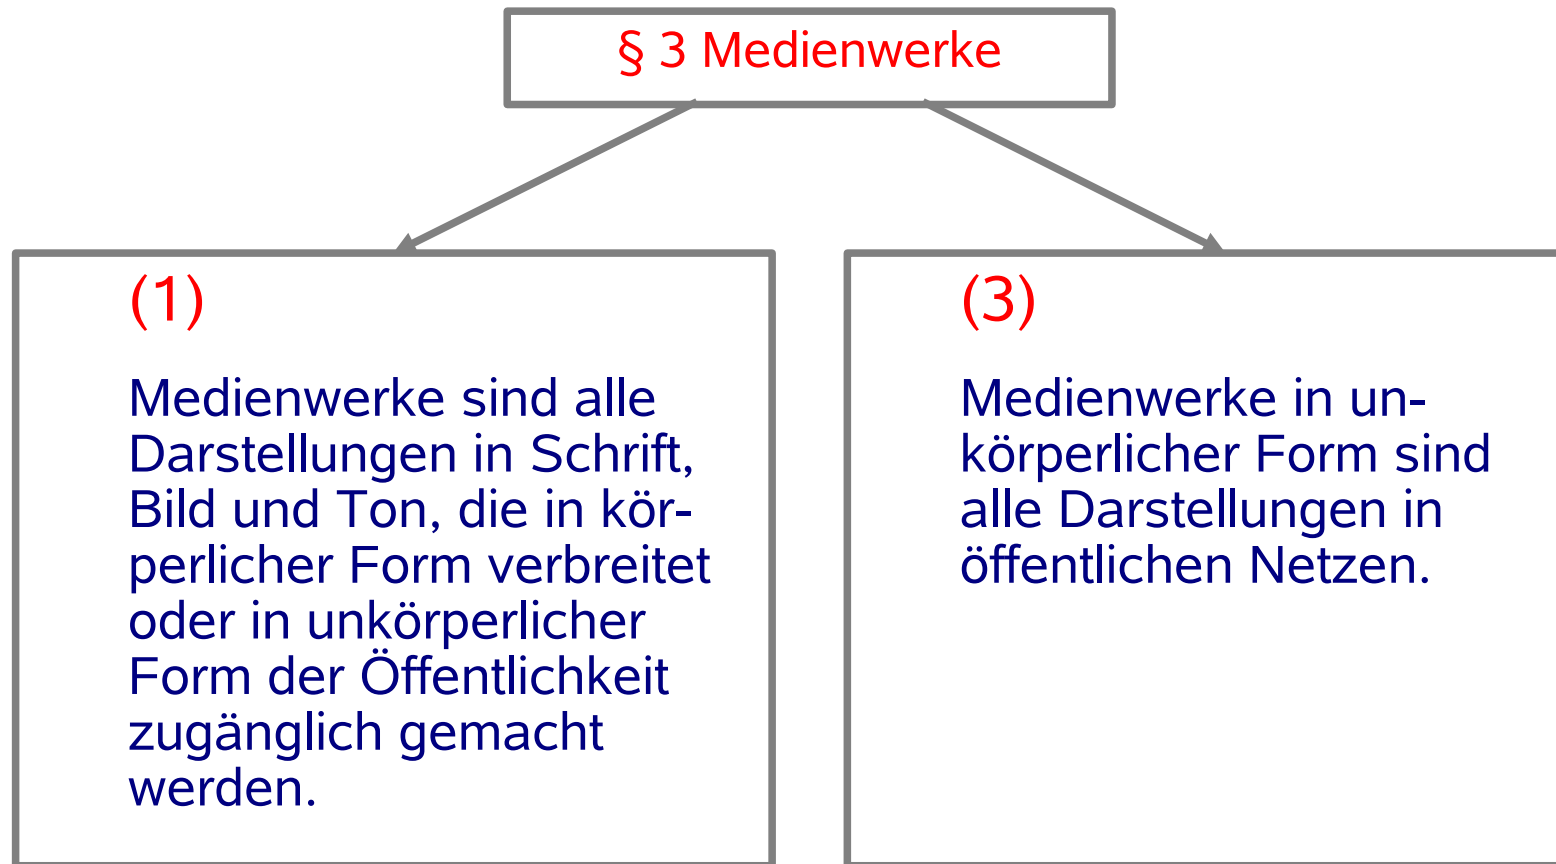 § 3 Medienwerke
(1)
Medienwerke sind alle
Darstellungen in Schrift,
Bild und Ton, die in kör-
perlicher Form verbreitet
oder in unkörperlicher
Form der Öffentlichkeit
zugänglich gemacht
werden.
(3)
Medienwerke in un-
körperlicher Form sind
alle Darstellungen in
öffentlichen Netzen.